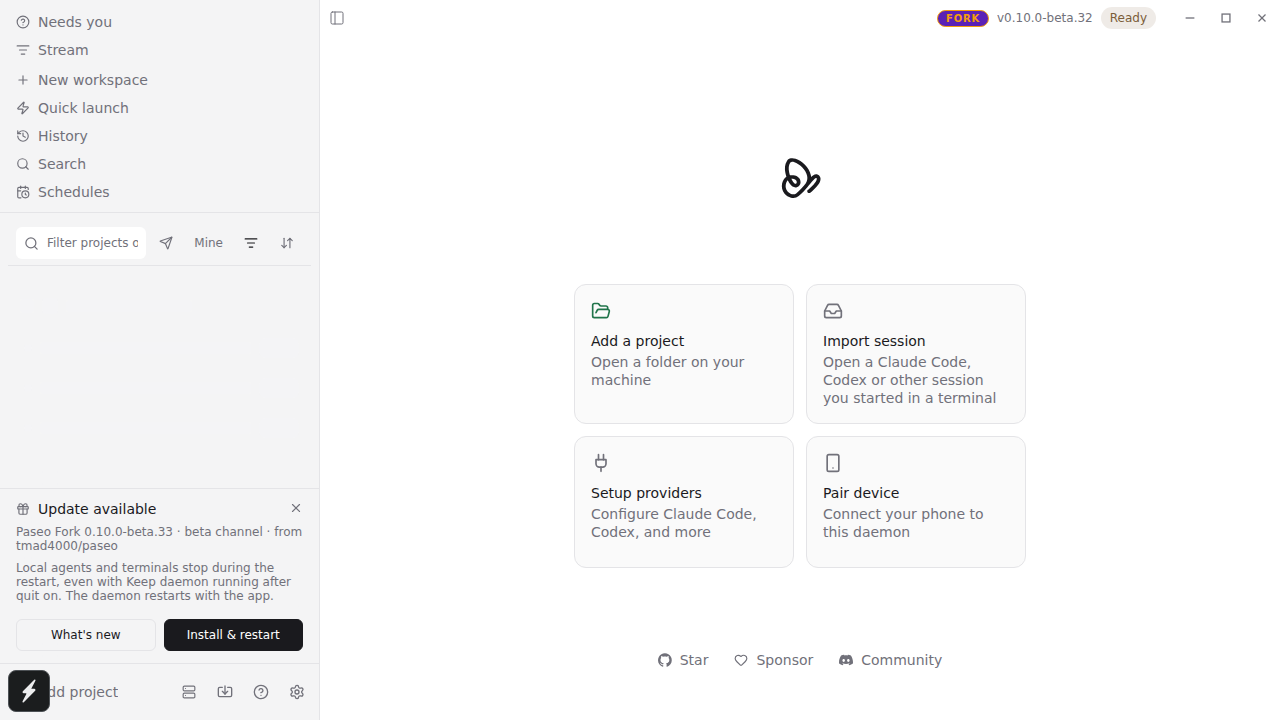 Needs you
Stream
New workspace
Quick launch
History
Search
Schedules
Filter projects
Mine
Update available
Paseo Fork 0.10.0-beta.33 · beta channel · from
tmad4000/paseo
Local agents and terminals stop during the
restart, even with Keep daemon running after
quit on. The daemon restarts with the app.
What's new
Install & restart
dd project
FORK
v0.10.0-beta.32
Ready
Add a project
Open a folder on your
machine
Import session
Open a Claude Code,
Codex or other session
you started in a terminal
Setup providers
Configure Claude Code,
Codex, and more
Pair device
Connect your phone to
this daemon
Star
Sponsor
Community